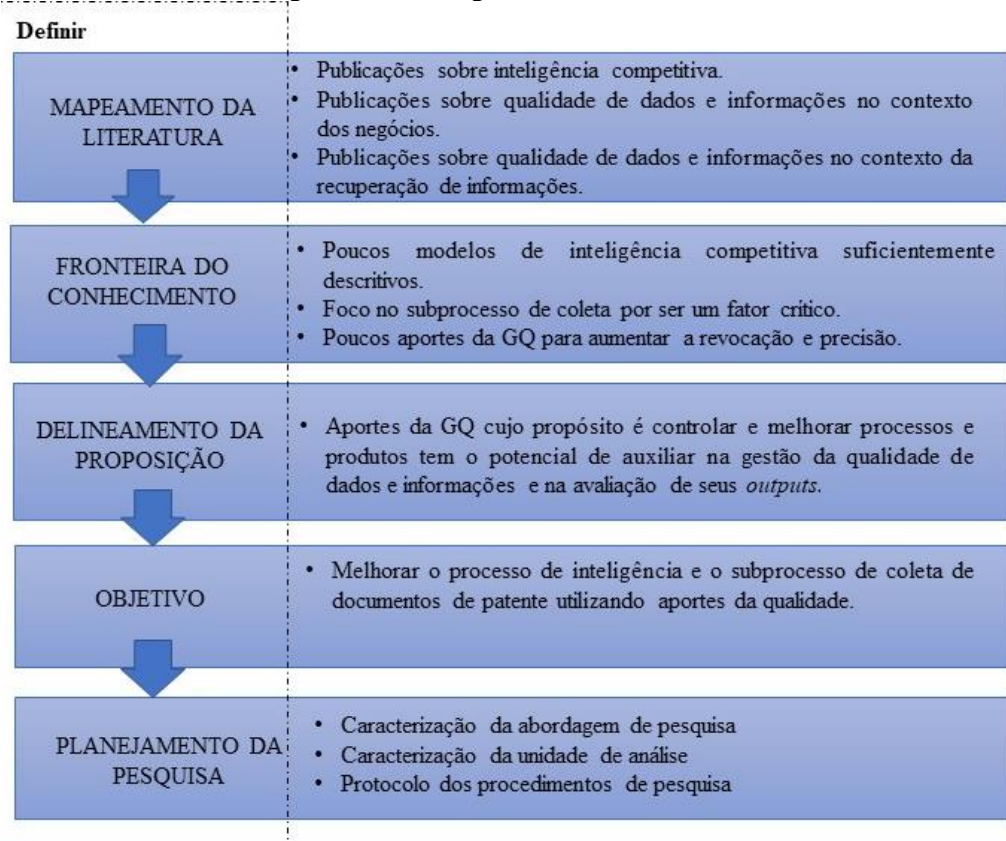 Definir
MAPEAMENTO DA
LITERATURA
• Publicações sobre inteligência competitiva.
• Publicações sobre qualidade de dados e informações no contexto
dos negócios.
• Publicações sobre qualidade de dados e informações no contexto da
recuperação de informações.
FRONTEIRA DO
CONHECIMENTO
• Poucos modelos de inteligência competitiva suficientemente
descritivos.
• Foco no subprocesso de coleta por ser um fator crítico.
• Poucos aportes da GQ para aumentar a revocação e precisão.
DELINEAMENTO DA
PROPOSIÇÃO
• Aportes da GQ cujo propósito é controlar e melhorar processos e
produtos tem o potencial de auxiliar na gestão da qualidade de
dados e informações e na avaliação de seus outputs.
OBJETIVO
• Melhorar o processo de inteligência e o subprocesso de coleta de
documentos de patente utilizando aportes da qualidade.
PLANEJAMENTO DA
PESQUISA
• Caracterização da abordagem de pesquisa
• Caracterização da unidade de análise
• Protocolo dos procedimentos de pesquisa